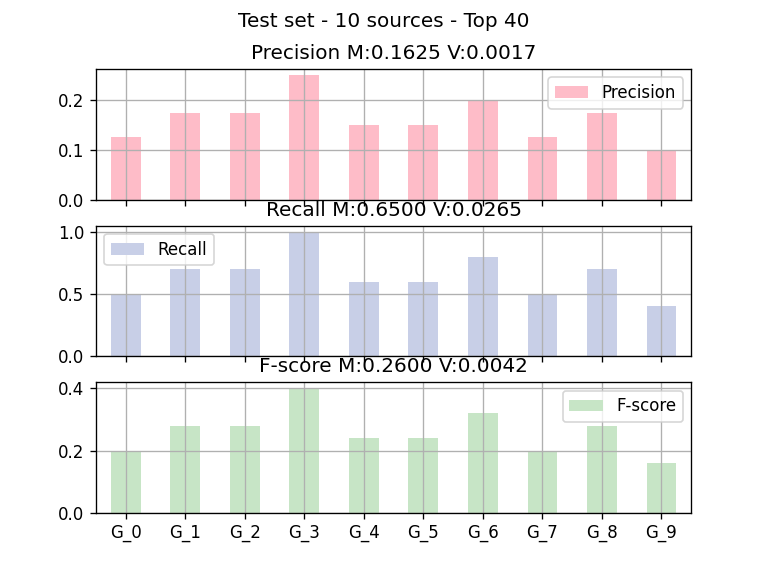 Test set - 10 sources - Top 40
Precision M:0.1625 V:0.0017
0.2
0.1
0.0
Precision
Recall M:0.6500 V:0.0265
1.0
0.5
0.0
Recall
F-score M:0.2600 V:0.0042
0.4
0.2
0.0
F-score
G_0 G_1 G_2 G_3 G_4 G_5 G_6 G_7 G_8 G_9